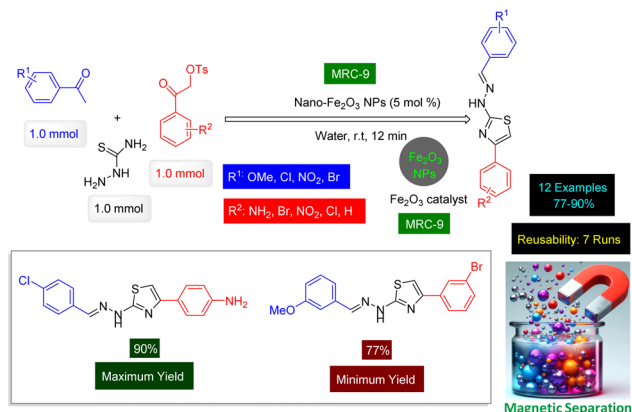 R¹
O
+
S
NH₂
H₂N
N
H
1.0 mmol
1.0 mmol
OTs
O
R²
1.0 mmol
MRC-9
Nano-Fe₂O₃ NPs (5 mol %)
Water, r.t, 12 min
R¹: OMe, Cl, NO₂, Br
R²: NH₂, Br, NO₂, Cl, H
Fe₂O₃
NPs
Fe₂O₃ catalyst
MRC-9
R¹
N
HN
S
N
R²
12 Examples
77-90%
Reusability: 7 Runs
Cl
N
N
H
S
N
NH₂
90%
Maximum Yield
MeO
N
N
H
S
N
Br
77%
Minimum Yield
Magnetic Separation